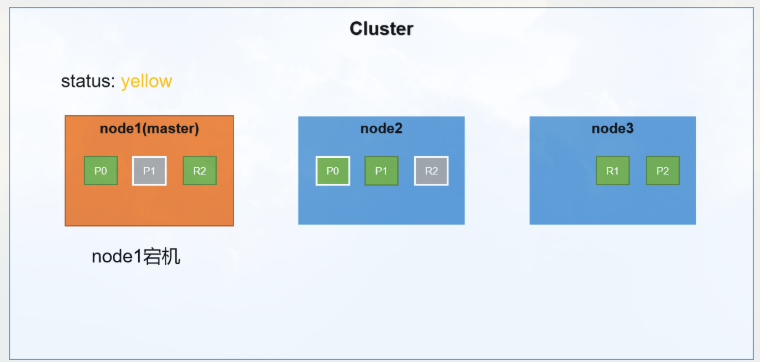 Cluster
status: yellow
node1(master)
P0 P1 R2
node2
P0 P1 R2
node3
R1 P2
node1宕机